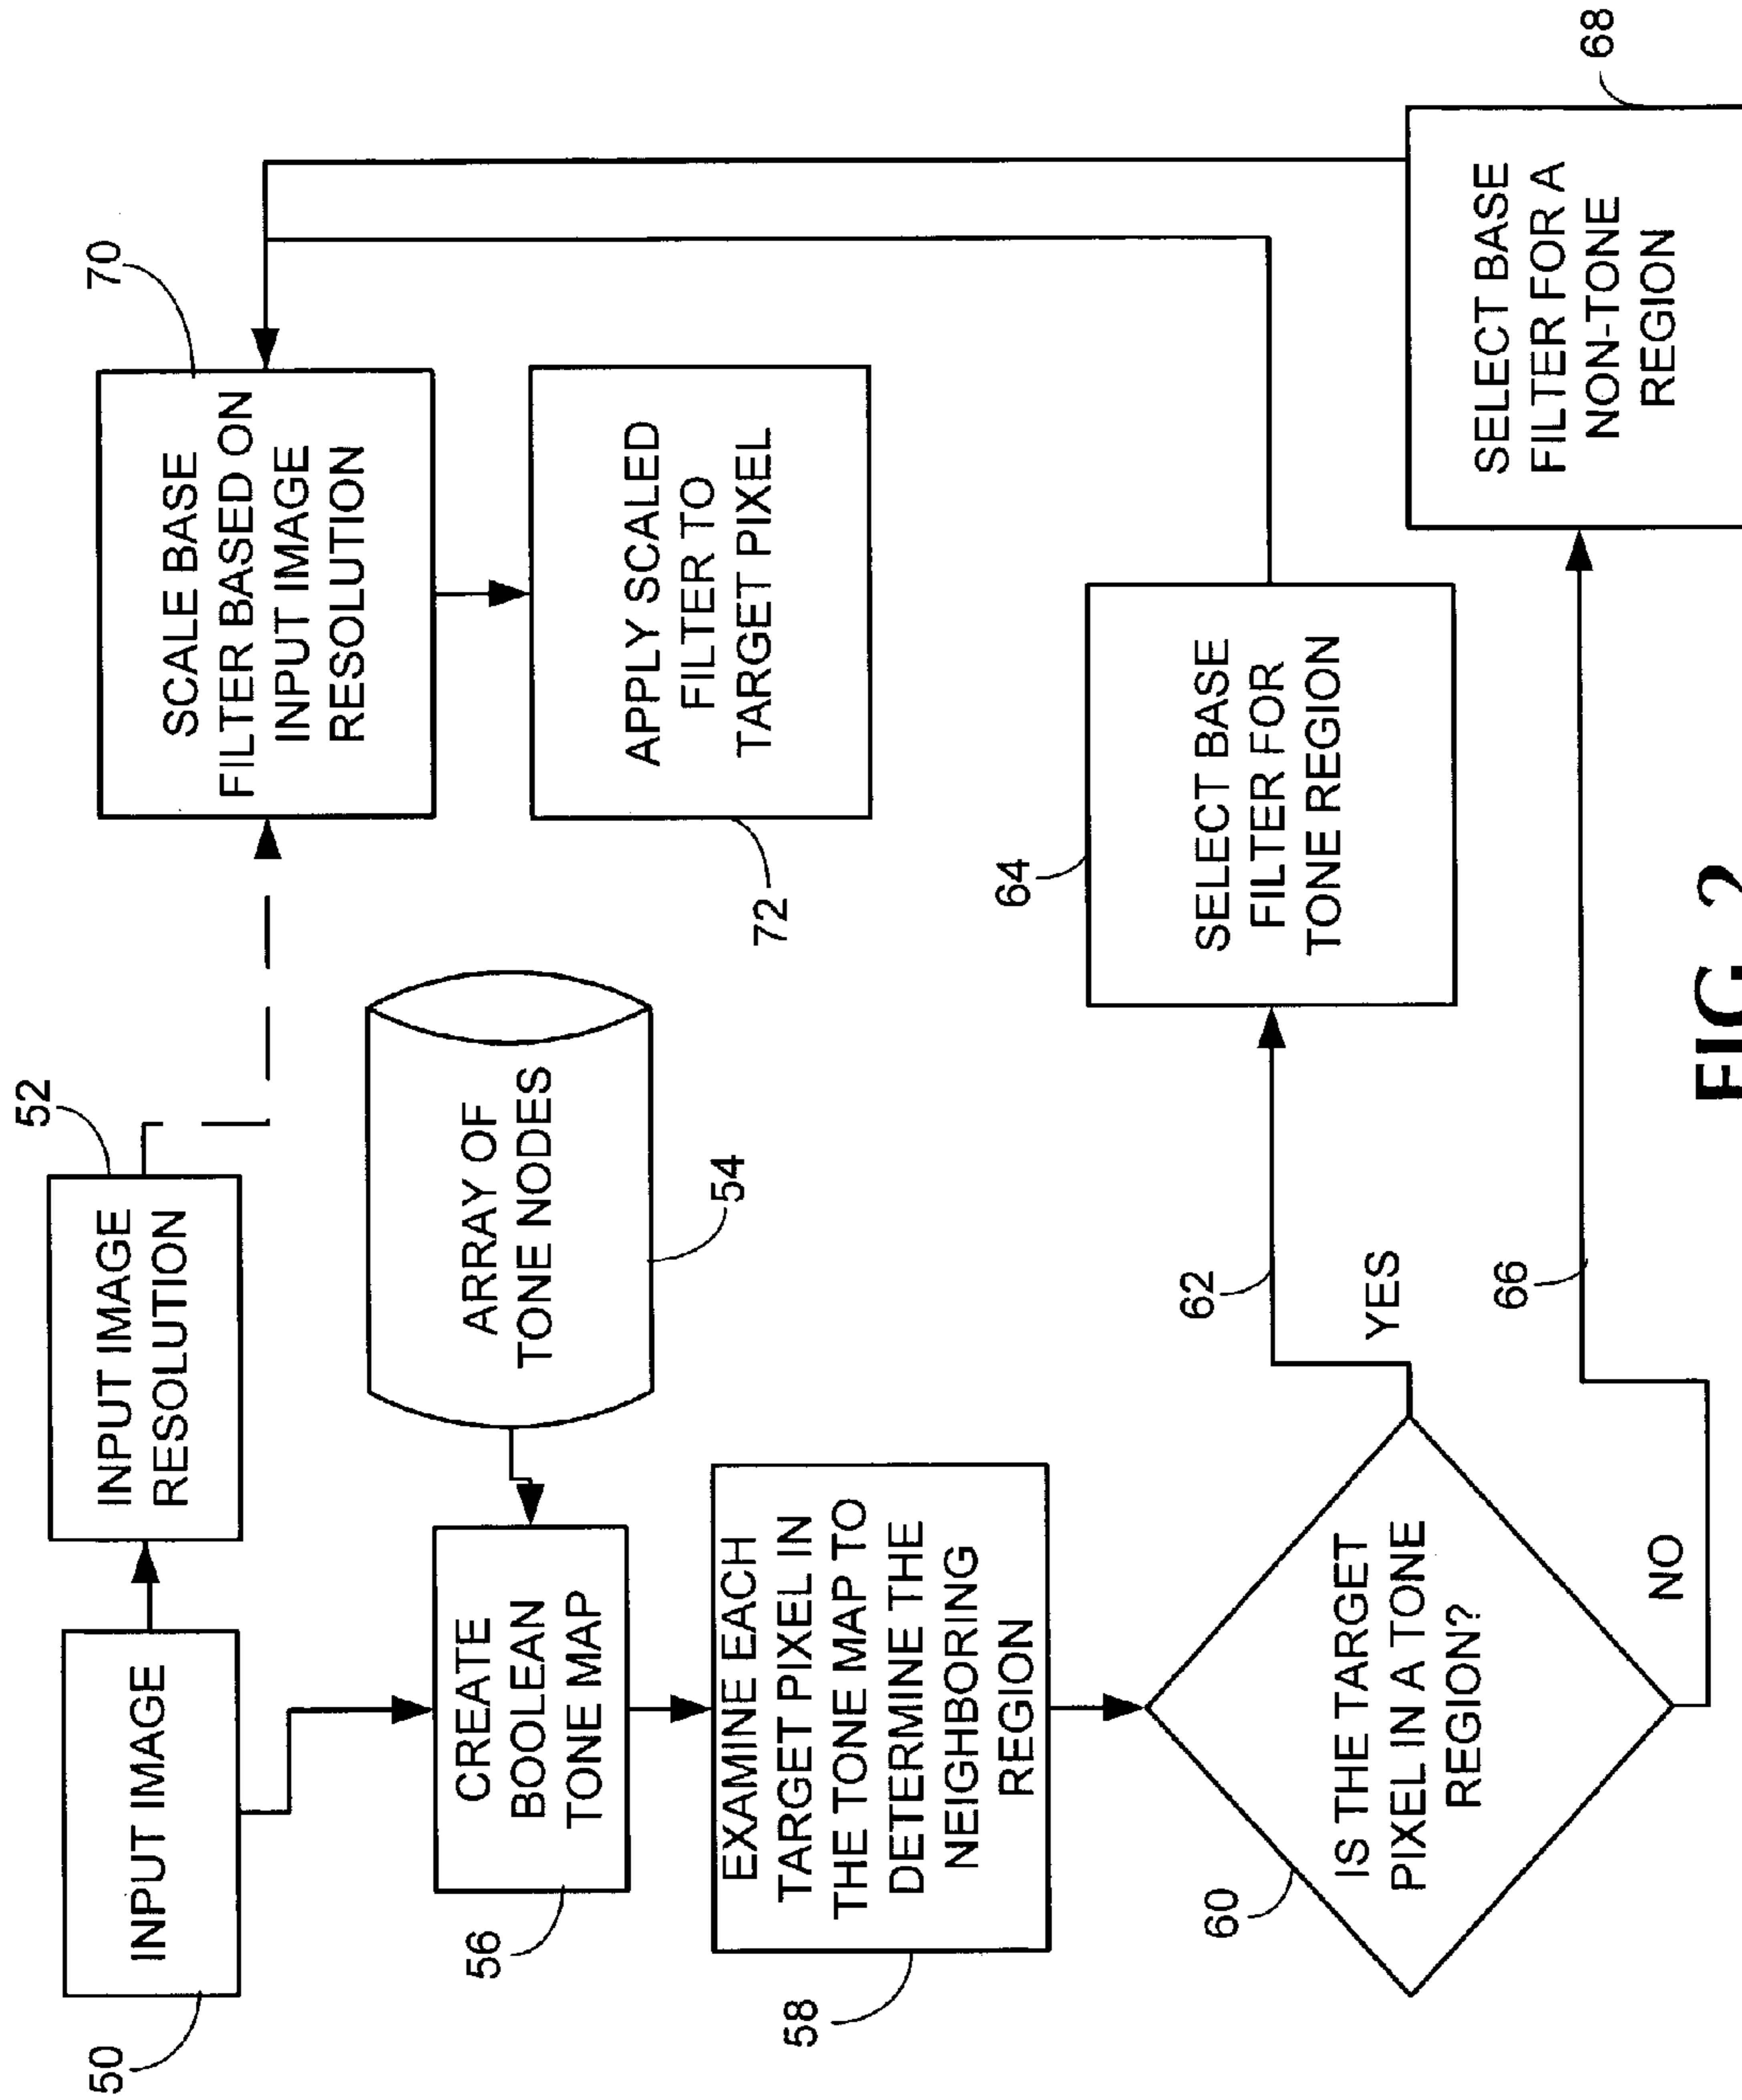 50
INPUT IMAGE
52
INPUT IMAGE
RESOLUTION
70
SCALE BASE
FILTER BASED ON
INPUT IMAGE
RESOLUTION
ARRAY OF
TONE NODES
54
56
CREATE
BOOLEAN
TONE MAP
72
APPLY SCALED
FILTER TO
TARGET PIXEL
58
EXAMINE EACH
TARGET PIXEL IN
THE TONE MAP TO
DETERMINE THE
NEIGHBORING
REGION
60
IS THE TARGET
PIXEL IN A TONE
REGION?
62
YES
64
SELECT BASE
FILTER FOR
TONE REGION
NO
66
68
SELECT BASE
FILTER FOR A
NON-TONE
REGION
FIG. 2